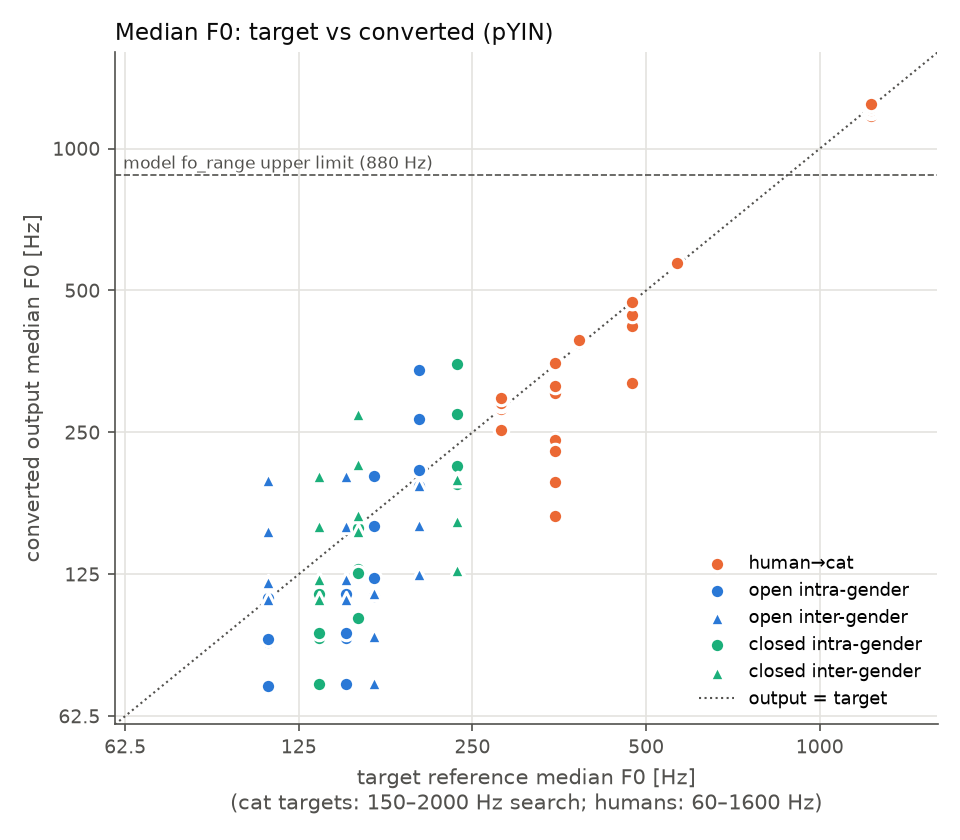 Median F0: target vs converted (pYIN)
converted output median F0 [Hz]
1000
500
250
125
62.5
model fo_range upper limit (880 Hz)
human→cat
open intra-gender
open inter-gender
closed intra-gender
closed inter-gender
output = target
62.5 125 250 500 1000
target reference median F0 [Hz]
(cat targets: 150–2000 Hz search; humans: 60–1600 Hz)